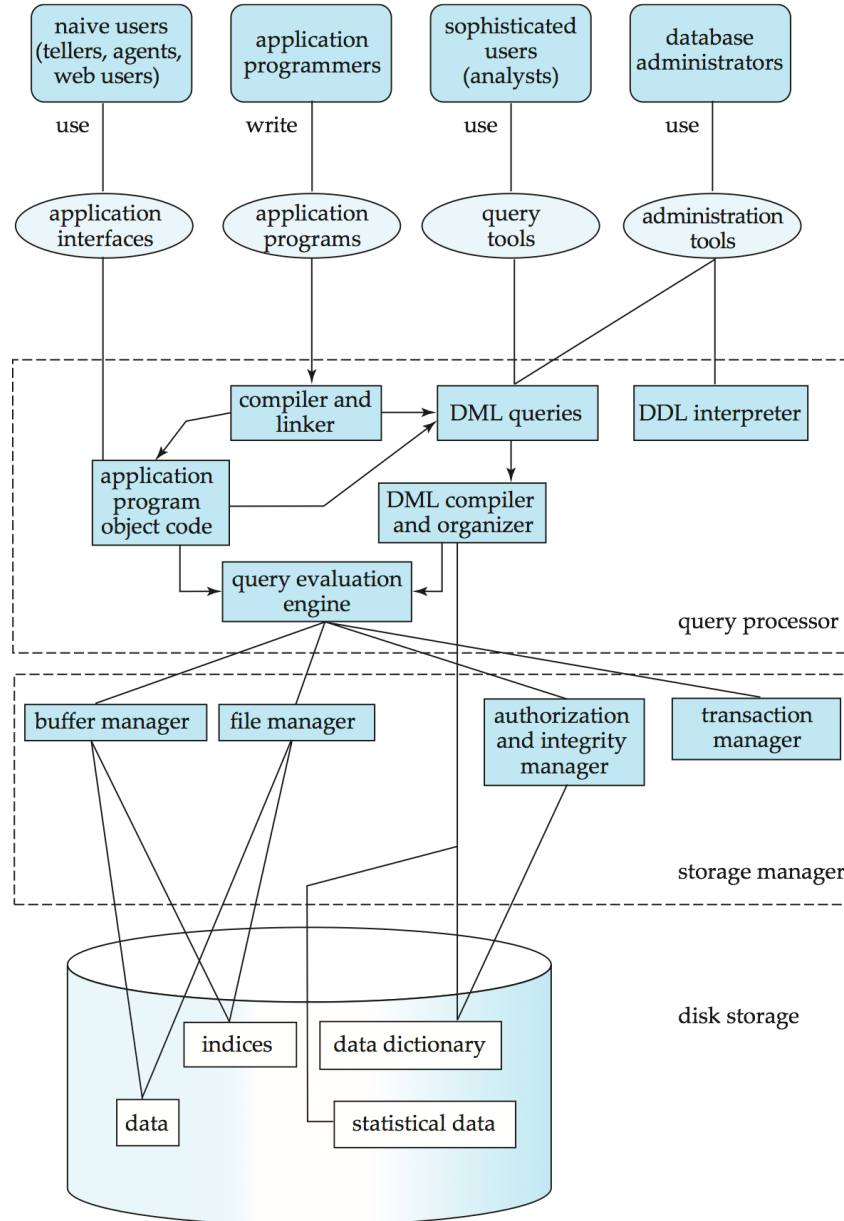 naive users
(tellers, agents,
web users)
application
programmers
sophisticated
users
(analysts)
database
administrators
use
write
use
use
application
interfaces
application
programs
query
tools
administration
tools
compiler and
linker
DML queries
DDL interpreter
application
program
object code
DML compiler
and organizer
query evaluation
engine
query processor
buffer manager
file manager
authorization
and integrity
manager
transaction
manager
storage manager
disk storage
indices
data dictionary
data
statistical data